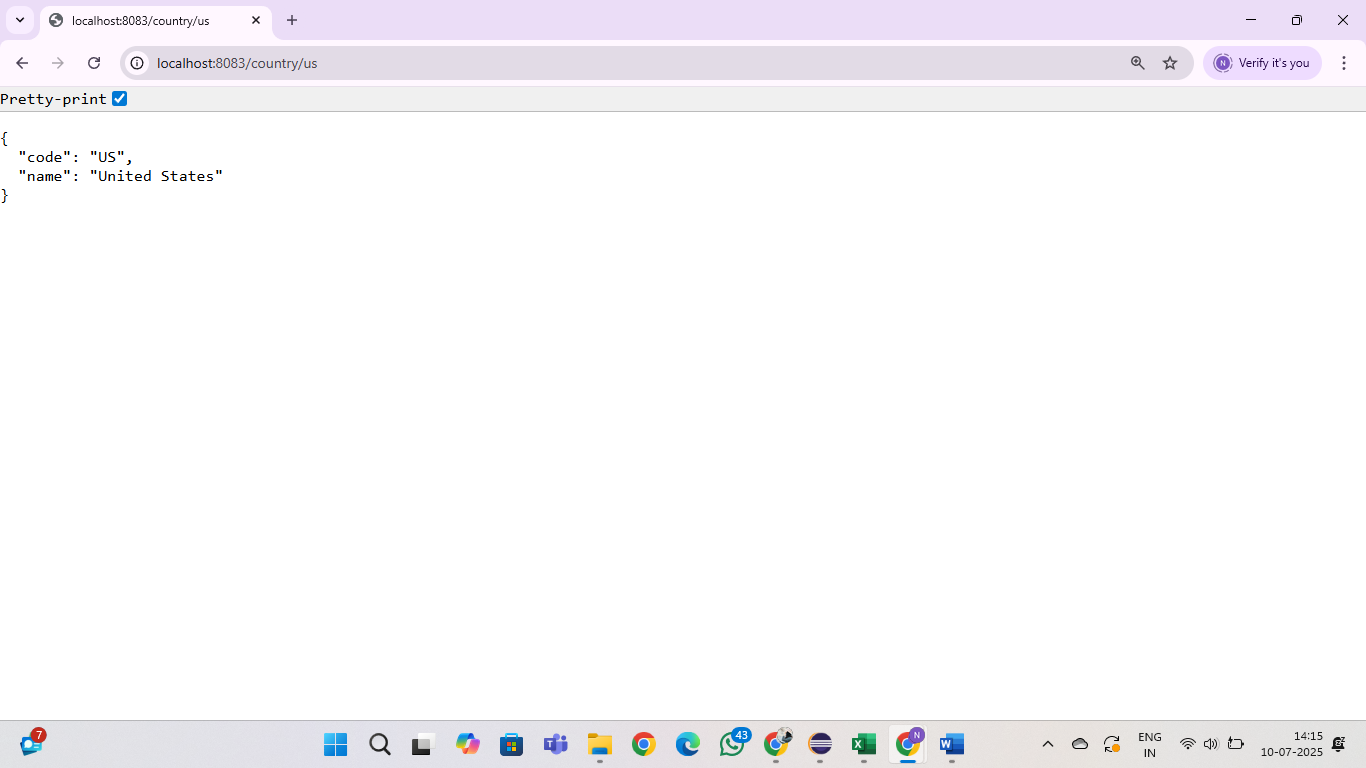 localhost:8083/country/us
localhost:8083/country/us
N
Verify it's you
Pretty-print
{
  "code": "US",
  "name": "United States"
}
7
43
N
ENG
IN
14:15
10-07-2025